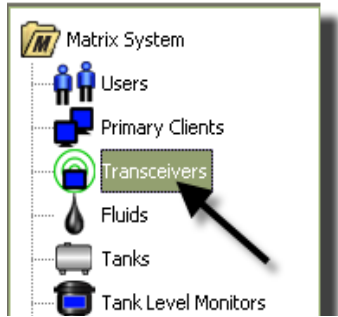 Matrix System
Users
Primary Clients
Transceivers
Fluids
Tanks
Tank Level Monitors